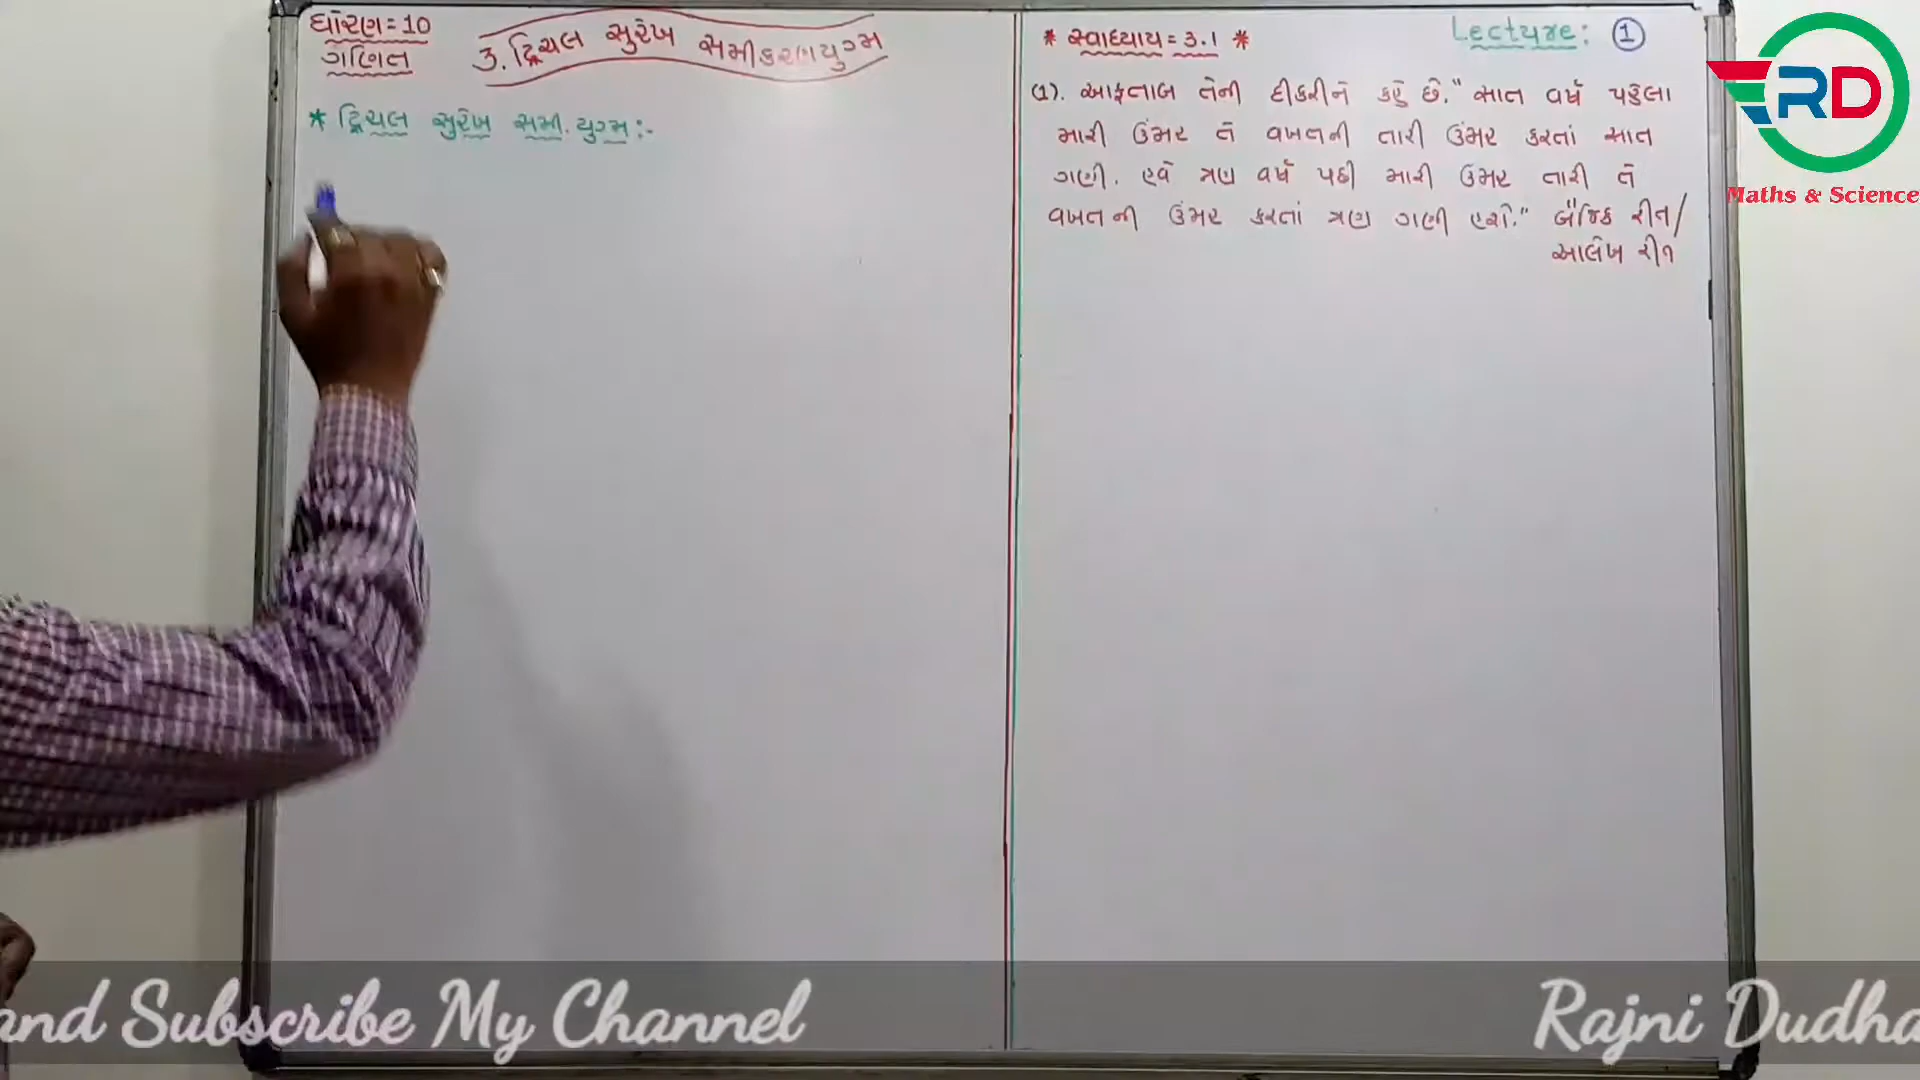 ધોરણ = 10
ગણિત
3. દ્વિચલ સુરેખ સમીકરણયુગ્મ
* દ્વિચલ સુરેખ સમી. યુગ્મ :-
* સ્વાધ્યાય = 3.1 *
Lecture: 1
(1). આફતાબ તેની દીકરીને કહે છે." સાત વર્ષ પહેલા
મારી ઉંમર તે વખતની તારી ઉંમર કરતાં સાત
ગણી. હવે ત્રણ વર્ષ પછી મારી ઉંમર તારી તે
વખતની ઉંમર કરતાં ત્રણ ગણી હશે." બૈજિક રીત/
આલેખ રીત
RD
Maths & Science
and Subscribe My Channel
Rajni Dudha